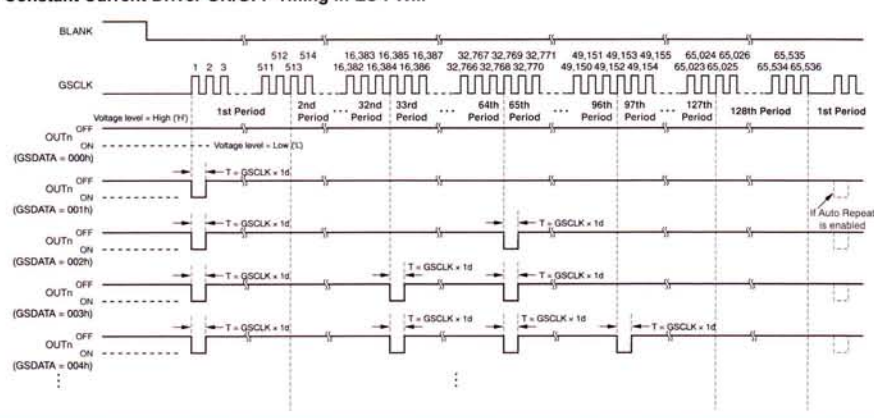 Constant Current Driver ON/OFF Timing in ES PWM
BLANK
512 514 16,383 16,385 16,387 32,767 32,769 32,771 49,151 49,153 49,155 65,024 65,026 65,535
1 2 3 511 513 16,382 16,384 16,386 32,766 32,768 32,770 49,150 49,152 49,154 65,023 65,025 65,534 65,536
GSCLK
Voltage level = High ('H') 1st Period 2nd Period ... 32nd Period 33rd Period ... 64th Period 65th Period ... 96th Period 97th Period ... 127th Period 128th Period 1st Period
OFF
OUTn
ON Voltage level = Low ('L')
(GSDATA = 000h)
OFF T = GSCLK × 1d
OUTn
ON
(GSDATA = 001h)
If Auto Repeat
is enabled
OFF T = GSCLK × 1d T = GSCLK × 1d
OUTn
ON
(GSDATA = 002h)
OFF T = GSCLK × 1d T = GSCLK × 1d T = GSCLK × 1d
OUTn
ON
(GSDATA = 003h)
OFF T = GSCLK × 1d T = GSCLK × 1d T = GSCLK × 1d T = GSCLK × 1d
OUTn
ON
(GSDATA = 004h)